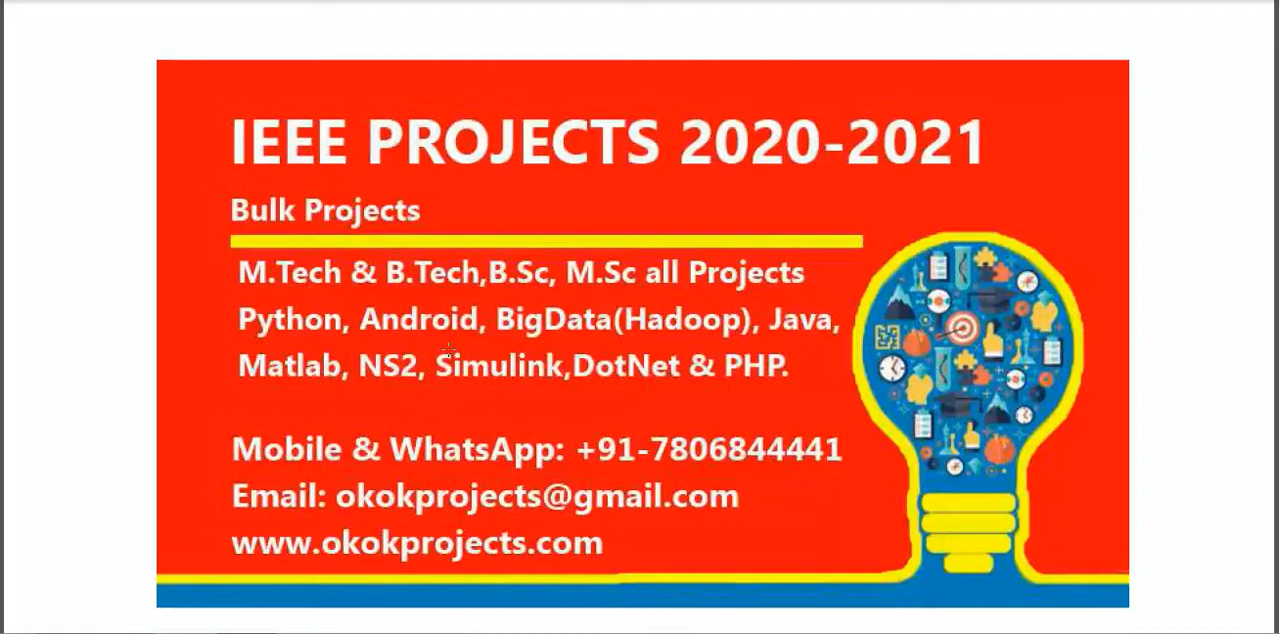 IEEE PROJECTS 2020-2021
Bulk Projects
M.Tech & B.Tech,B.Sc, M.Sc all Projects
Python, Android, BigData(Hadoop), Java,
Matlab, NS2, Simulink,DotNet & PHP.
Mobile & WhatsApp: +91-7806844441
Email: okokprojects@gmail.com
www.okokprojects.com